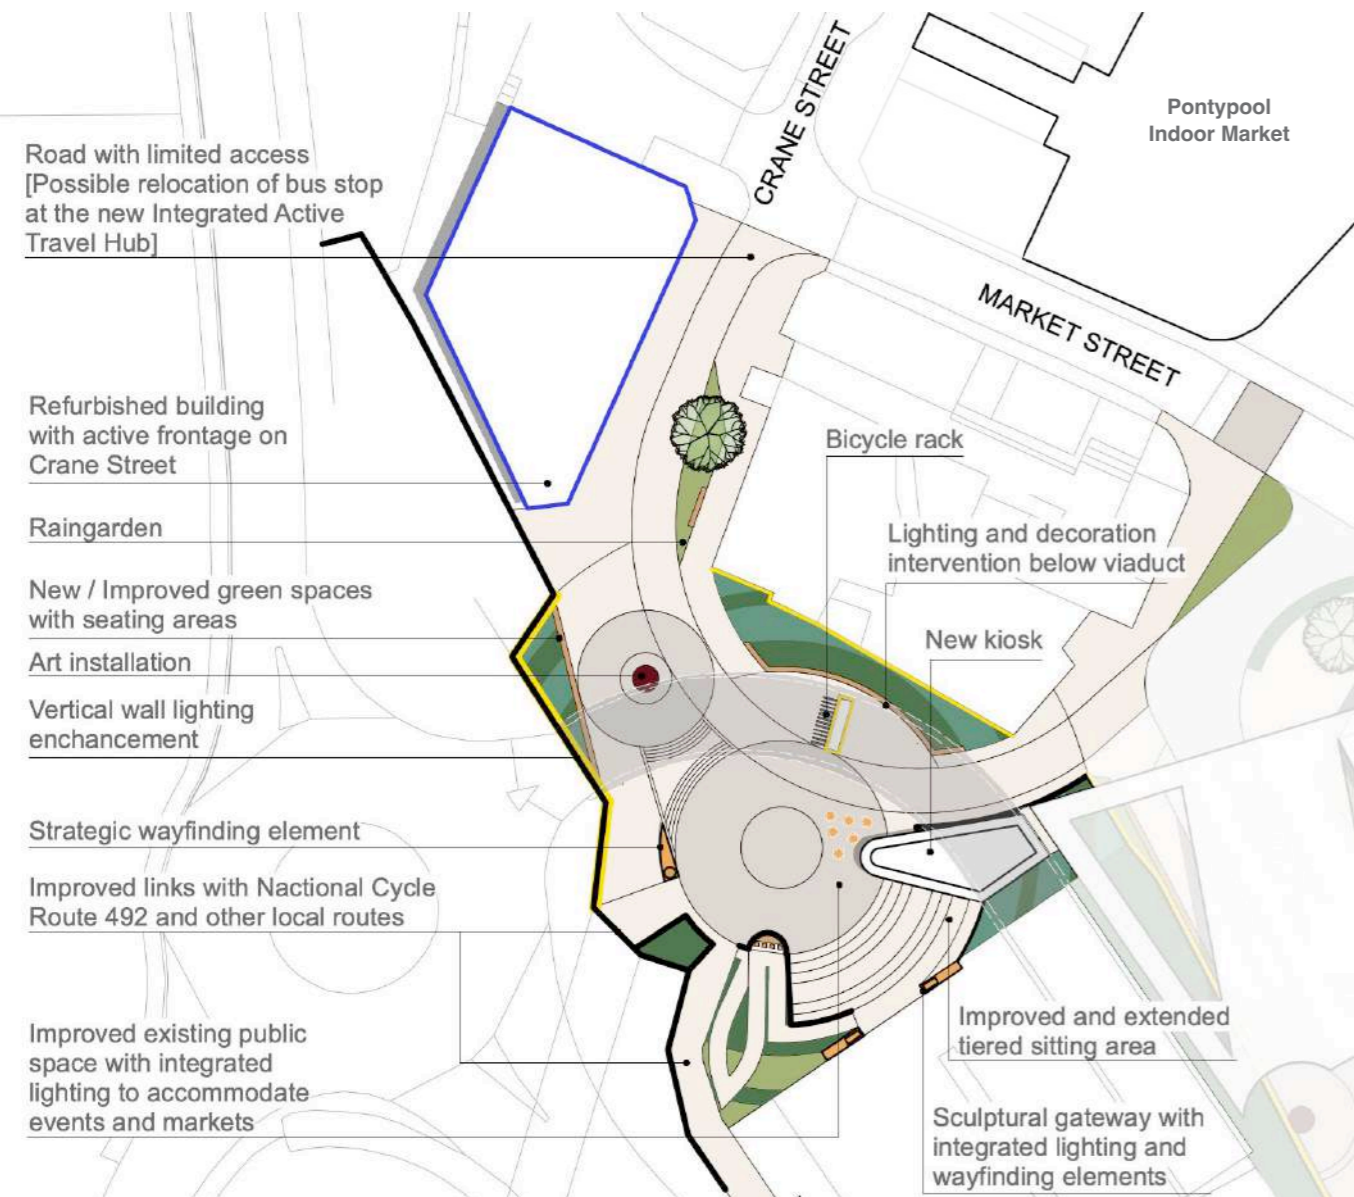 CRANE STREET
Pontypool
Indoor Market
Road with limited access
[Possible relocation of bus stop
at the new Integrated Active
Travel Hub]
MARKET STREET
Refurbished building
with active frontage on
Crane Street
Bicycle rack
Raingarden
Lighting and decoration
intervention below viaduct
New / Improved green spaces
with seating areas
New kiosk
Art installation
Vertical wall lighting
enchancement
Strategic wayfinding element
Improved links with Nactional Cycle
Route 492 and other local routes
Improved existing public
space with integrated
lighting to accommodate
events and markets
Improved and extended
tiered sitting area
Sculptural gateway with
integrated lighting and
wayfinding elements